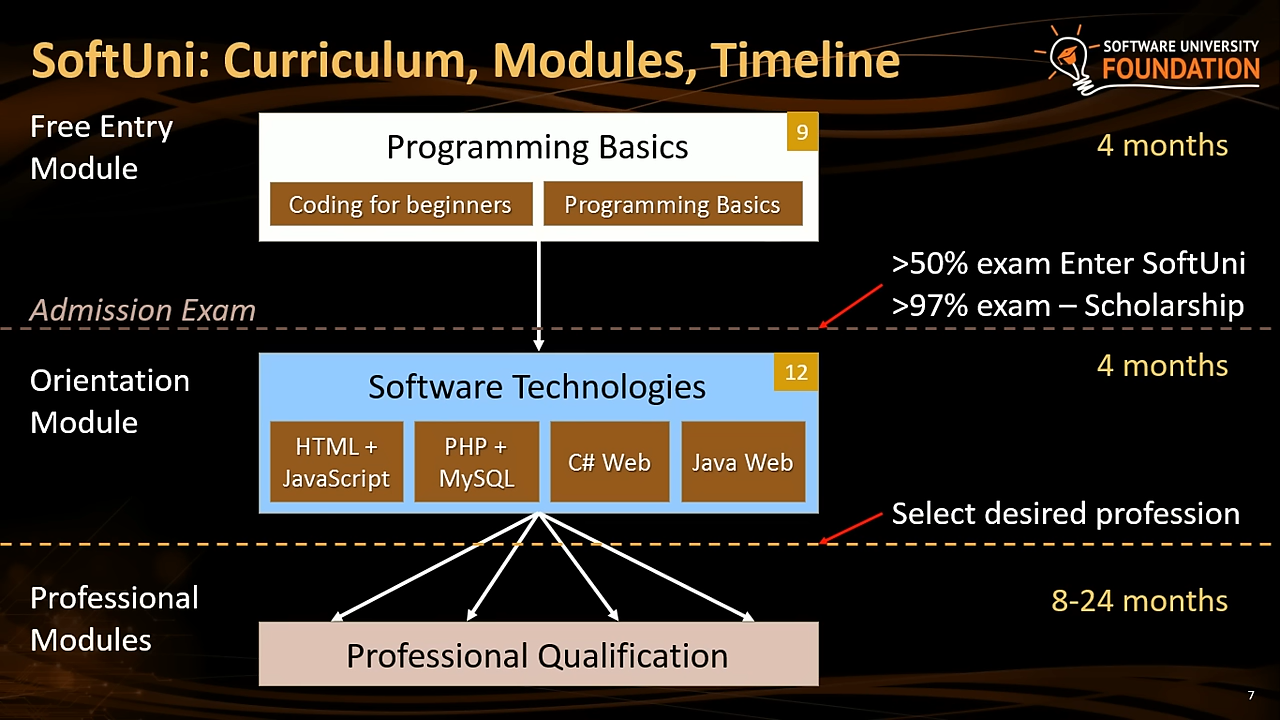 SoftUni: Curriculum, Modules, Timeline
SOFTWARE UNIVERSITY
FOUNDATION
Free Entry
Module
Programming Basics
9
4 months
Coding for beginners
Programming Basics
>50% exam Enter SoftUni
>97% exam – Scholarship
Admission Exam
Orientation
Module
Software Technologies
12
4 months
HTML +
JavaScript
PHP +
MySQL
C# Web
Java Web
Select desired profession
Professional
Modules
Professional Qualification
8-24 months
7